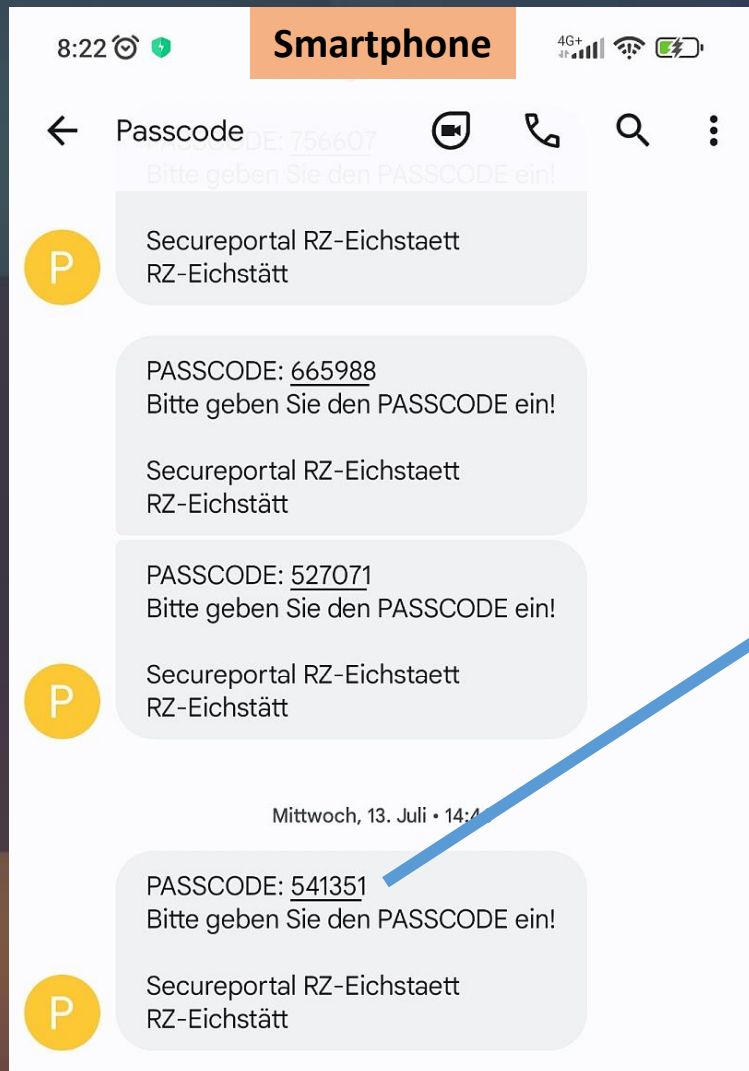 8:22
Smartphone
4G+
Passcode
PASSCODE: 756607
Bitte geben Sie den PASSCODE ein!
Secureportal RZ-Eichstaett
RZ-Eichstätt
P
PASSCODE: 665988
Bitte geben Sie den PASSCODE ein!
Secureportal RZ-Eichstaett
RZ-Eichstätt
PASSCODE: 527071
Bitte geben Sie den PASSCODE ein!
Secureportal RZ-Eichstaett
RZ-Eichstätt
P
Mittwoch, 13. Juli •
PASSCODE: 541351
Bitte geben Sie den PASSCODE ein!
Secureportal RZ-Eichstaett
RZ-Eichstätt
P